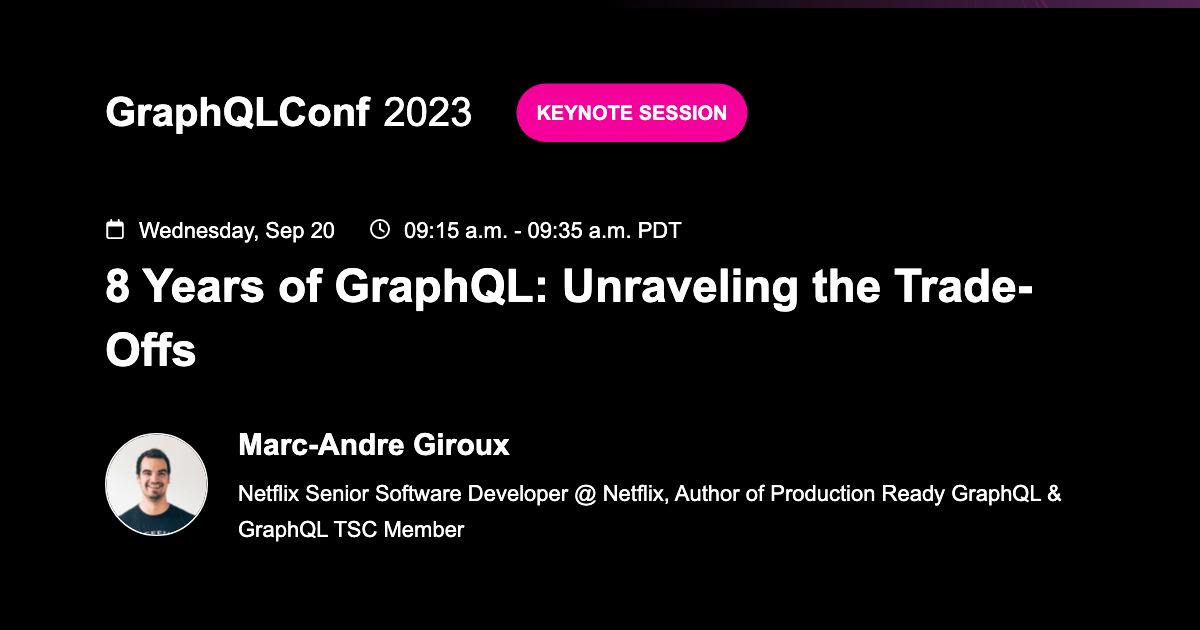 GraphQLConf 2023
KEYNOTE SESSION
Wednesday, Sep 20
09:15 a.m. - 09:35 a.m. PDT
8 Years of GraphQL: Unraveling the Trade-
Offs
Marc-Andre Giroux
Netflix Senior Software Developer @ Netflix, Author of Production Ready GraphQL &
GraphQL TSC Member